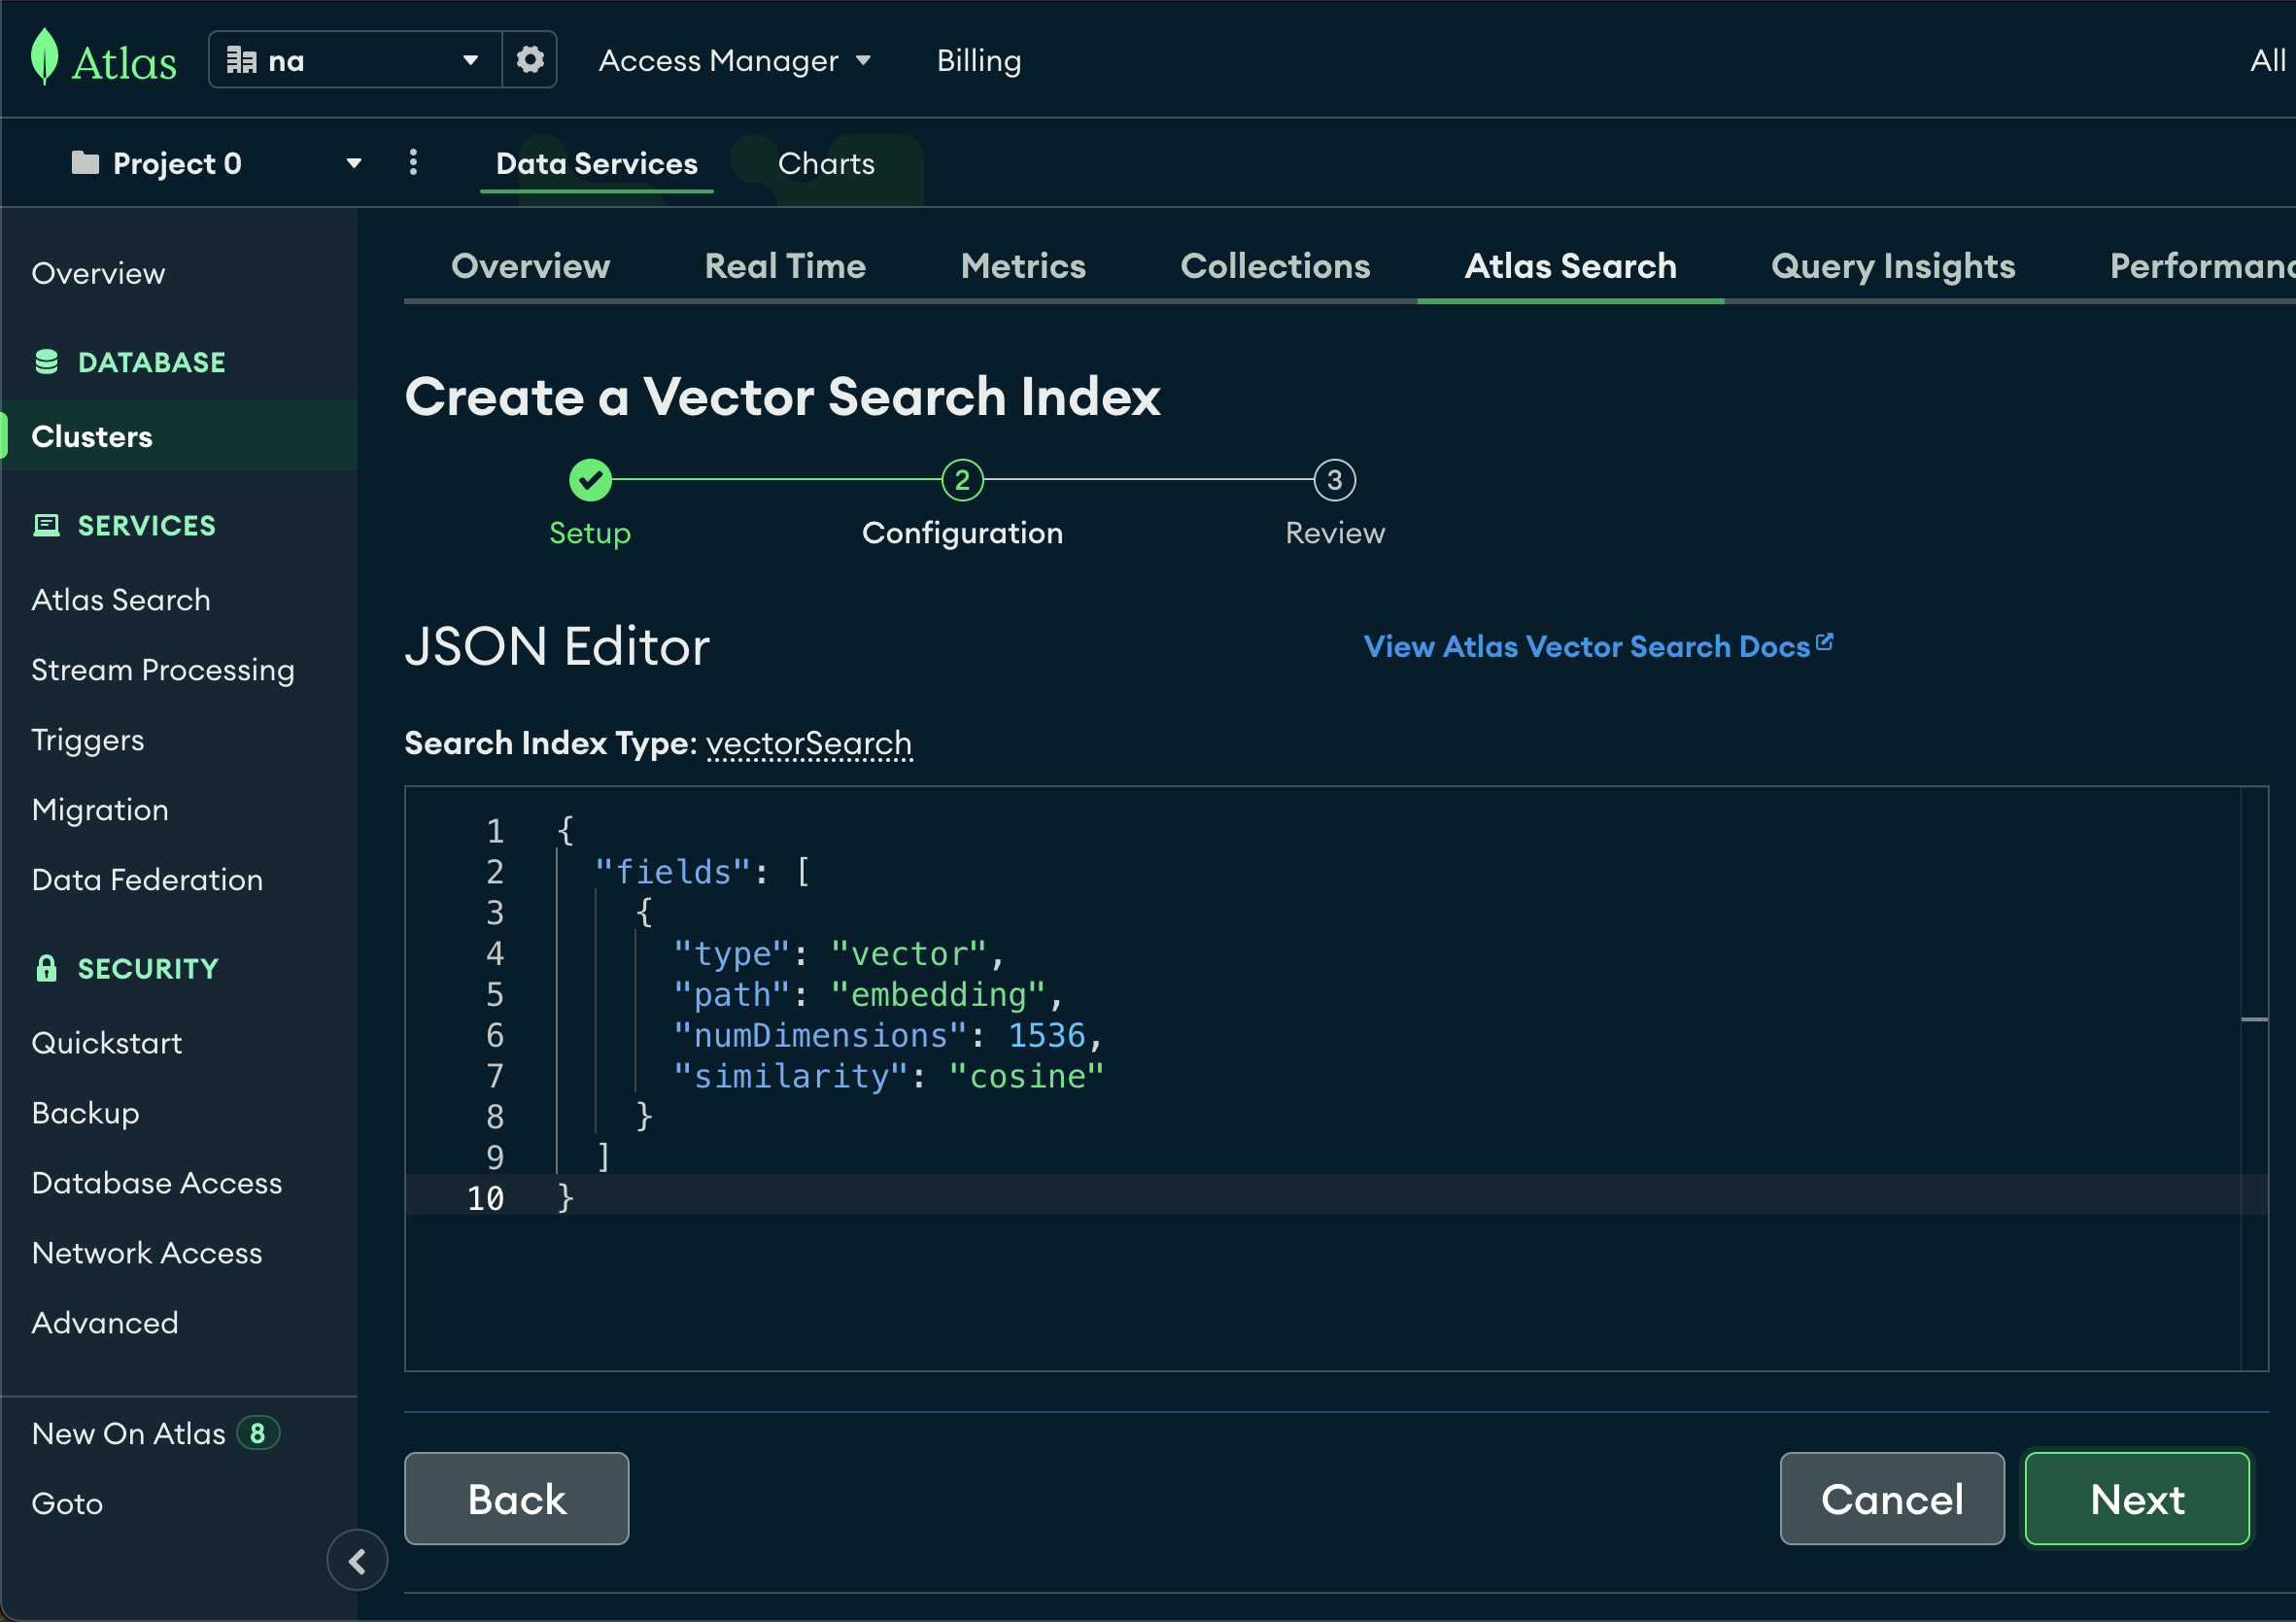 Atlas
na
Access Manager
Billing
All
Project 0
Data Services
Charts
Overview
DATABASE
Clusters
SERVICES
Atlas Search
Stream Processing
Triggers
Migration
Data Federation
SECURITY
Quickstart
Backup
Database Access
Network Access
Advanced
New On Atlas 8
Goto
Overview
Real Time
Metrics
Collections
Atlas Search
Query Insights
Performanc
Create a Vector Search Index
2
3
Setup
Configuration
Review
JSON Editor
View Atlas Vector Search Docs
Search Index Type: vectorSearch
1 {
2 "fields": [
3 {
4 "type": "vector",
5 "path": "embedding",
6 "numDimensions": 1536,
7 "similarity": "cosine"
8 }
9 ]
10 }
Back
Cancel
Next